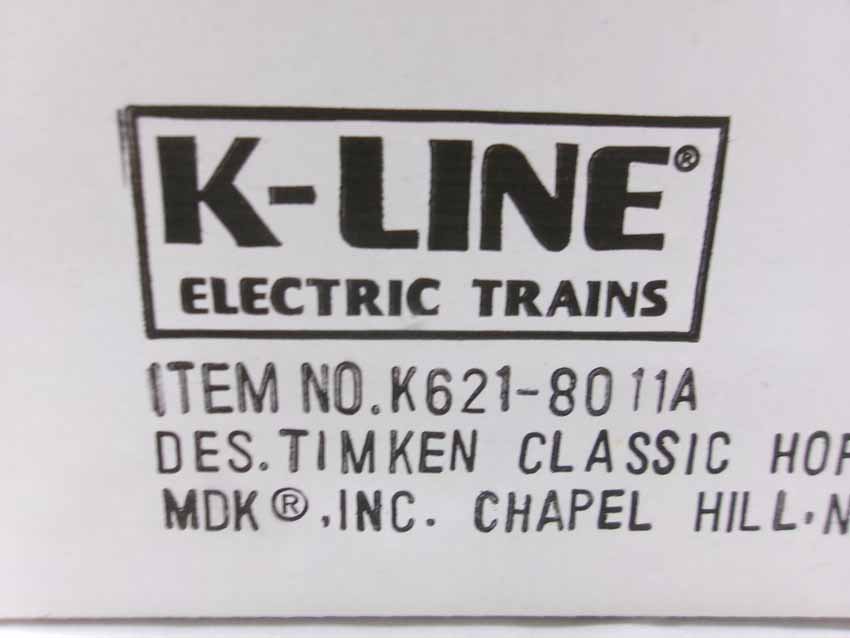 K-LINE®
ELECTRIC TRAINS
ITEM NO.K621-8011A
DES.TIMKEN CLASSIC
MDK®,INC. CHAPEL HILL,